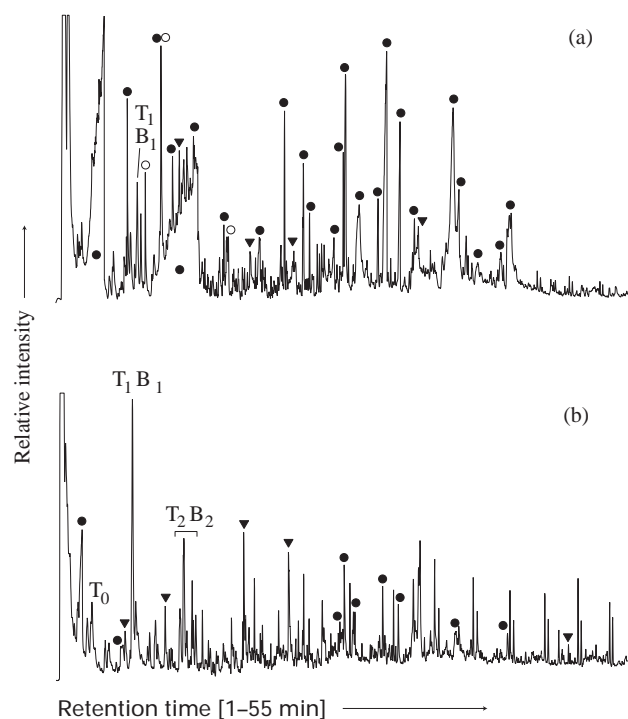 (a)
T1
B1
Relative intensity
(b)
T1 B1
T2 B2
T0
Retention time [1–55 min]